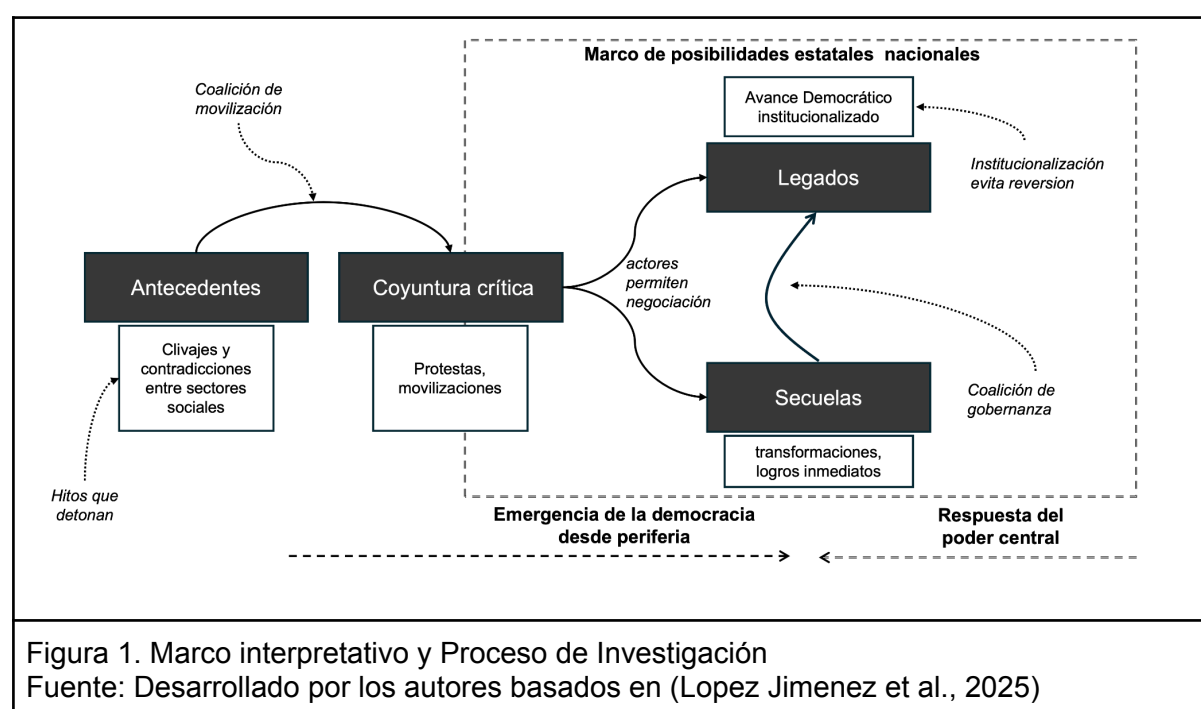 Marco de posibilidades estatales nacionales
Coalición de
movilización
Avance Democrático
institucionalizado
Institucionalización
evita reversion
Legados
Antecedentes
Coyuntura crítica
actores
permiten
negociación
Clivajes y
contradicciones
entre sectores
sociales
Protestas,
movilizaciones
Secuelas
Coalición de
gobernanza
transformaciones,
logros inmediatos
Hitos que
detonan
Emergencia de la democracia
desde periferia
Respuesta del
poder central
Figura 1. Marco interpretativo y Proceso de Investigación
Fuente: Desarrollado por los autores basados en (Lopez Jimenez et al., 2025)